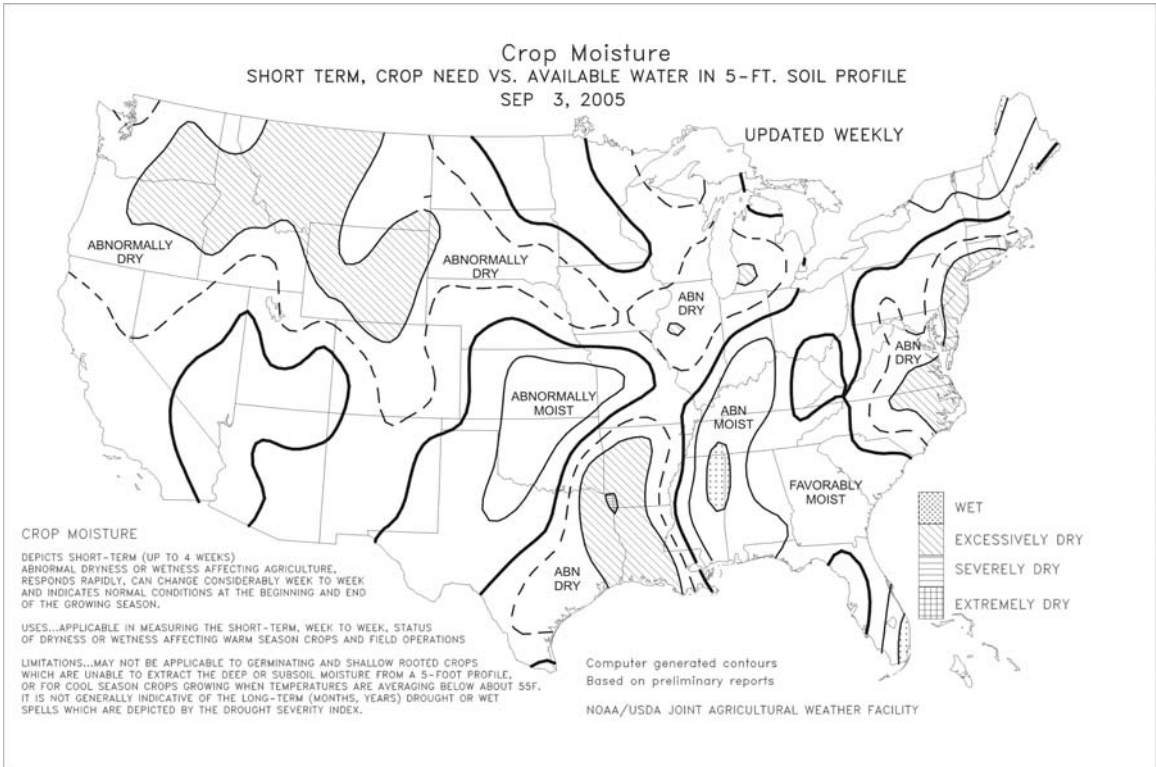 Crop Moisture
SHORT TERM, CROP NEED VS. AVAILABLE WATER IN 5-FT. SOIL PROFILE
SEP 3, 2005
UPDATED WEEKLY
ABNORMALLY
DRY
ABNORMALLY
DRY
ABN
DRY
ABN
DRY
ABNORMALLY
MOIST
ABN
MOIST
FAVORABLY
MOIST
ABN
DRY
WET
EXCESSIVELY DRY
SEVERELY DRY
EXTREMELY DRY
CROP MOISTURE
DEPICTS SHORT-TERM (UP TO 4 WEEKS)
ABNORMAL DRYNESS OR WETNESS AFFECTING AGRICULTURE,
RESPONDS RAPIDLY, CAN CHANGE CONSIDERABLY WEEK TO WEEK
AND INDICATES NORMAL CONDITIONS AT THE BEGINNING AND END
OF THE GROWING SEASON.
USES...APPLICABLE IN MEASURING THE SHORT-TERM, WEEK TO WEEK, STATUS
OF DRYNESS OR WETNESS AFFECTING WARM SEASON CROPS AND FIELD OPERATIONS
LIMITATIONS...MAY NOT BE APPLICABLE TO GERMINATING AND SHALLOW ROOTED CROPS
WHICH ARE UNABLE TO EXTRACT THE DEEP OR SUBSOIL MOISTURE FROM A 5-FOOT PROFILE,
OR FOR COOL SEASON CROPS GROWING WHEN TEMPERATURES ARE AVERAGING BELOW ABOUT 55F.
IT IS NOT GENERALLY INDICATIVE OF THE LONG-TERM (MONTHS, YEARS) DROUGHT OR WET
SPELLS WHICH ARE DEPICTED BY THE DROUGHT SEVERITY INDEX.
Computer generated contours
Based on preliminary reports
NOAA/USDA JOINT AGRICULTURAL WEATHER FACILITY